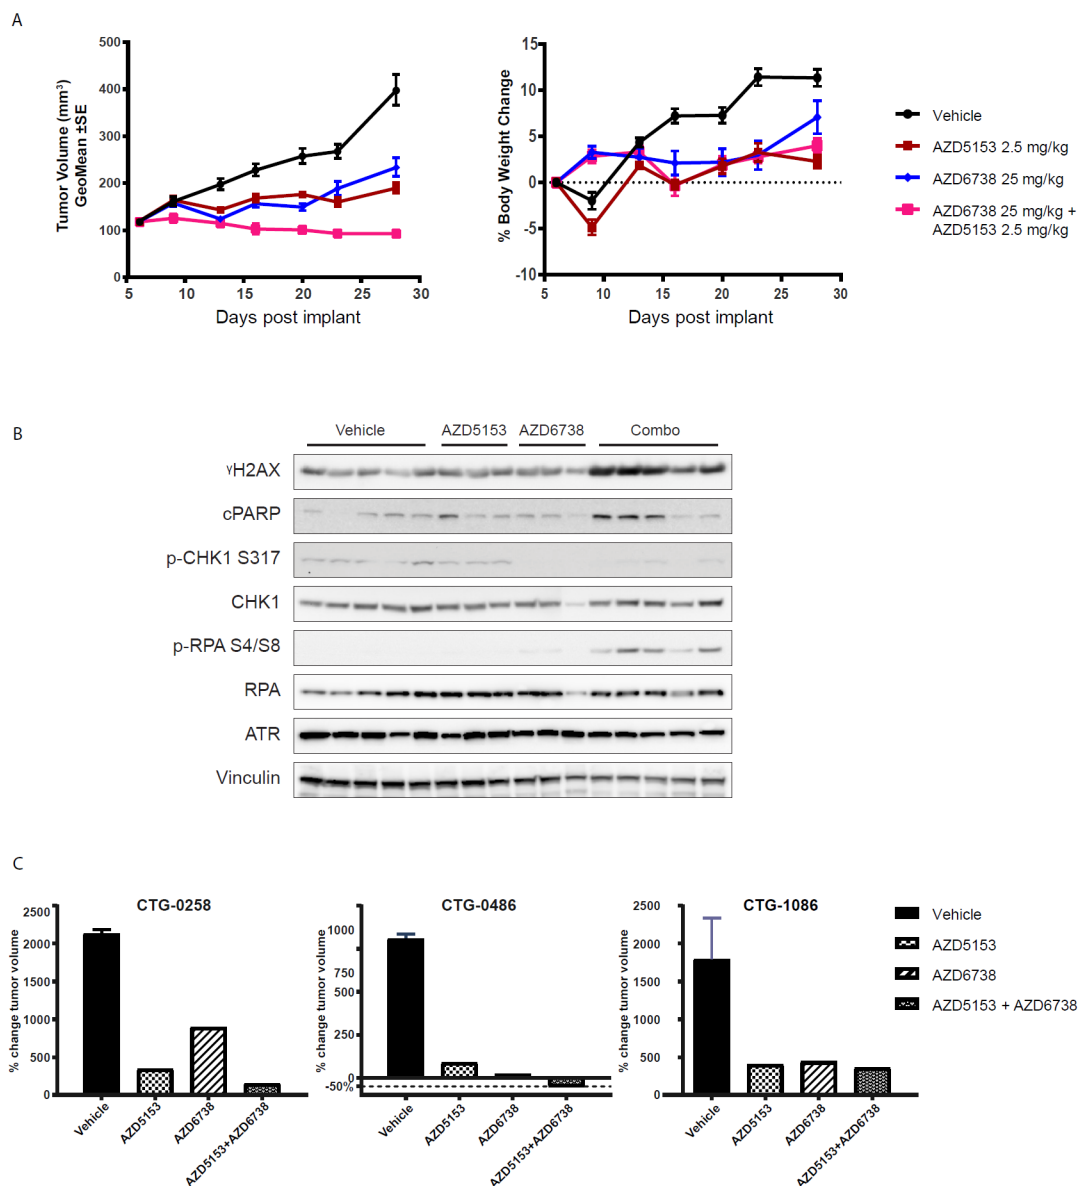 A
Tumor Volume (mm³)
GeoMean ±SE
500
400
300
200
100
0
5
10
15
20
25
30
Days post implant
% Body Weight Change
15
10
5
0
-5
-10
5
10
15
20
25
30
Days post implant
Vehicle
AZD5153 2.5 mg/kg
AZD6738 25 mg/kg
AZD6738 25 mg/kg +
AZD5153 2.5 mg/kg
B
Vehicle
AZD5153
AZD6738
Combo
γH2AX
cPARP
p-CHK1 S317
CHK1
p-RPA S4/S8
RPA
ATR
Vinculin
C
CTG-0258
% change tumor volume
2500
2000
1500
1000
500
0
Vehicle
AZD5153
AZD6738
AZD5153+AZD6738
CTG-0486
% change tumor volume
1000
750
500
250
0
-50%
Vehicle
AZD5153
AZD6738
AZD5153+AZD6738
CTG-1086
% change tumor volume
2500
2000
1500
1000
500
0
Vehicle
AZD5153
AZD6738
AZD5153+AZD6738
Vehicle
AZD5153
AZD6738
AZD5153 + AZD6738